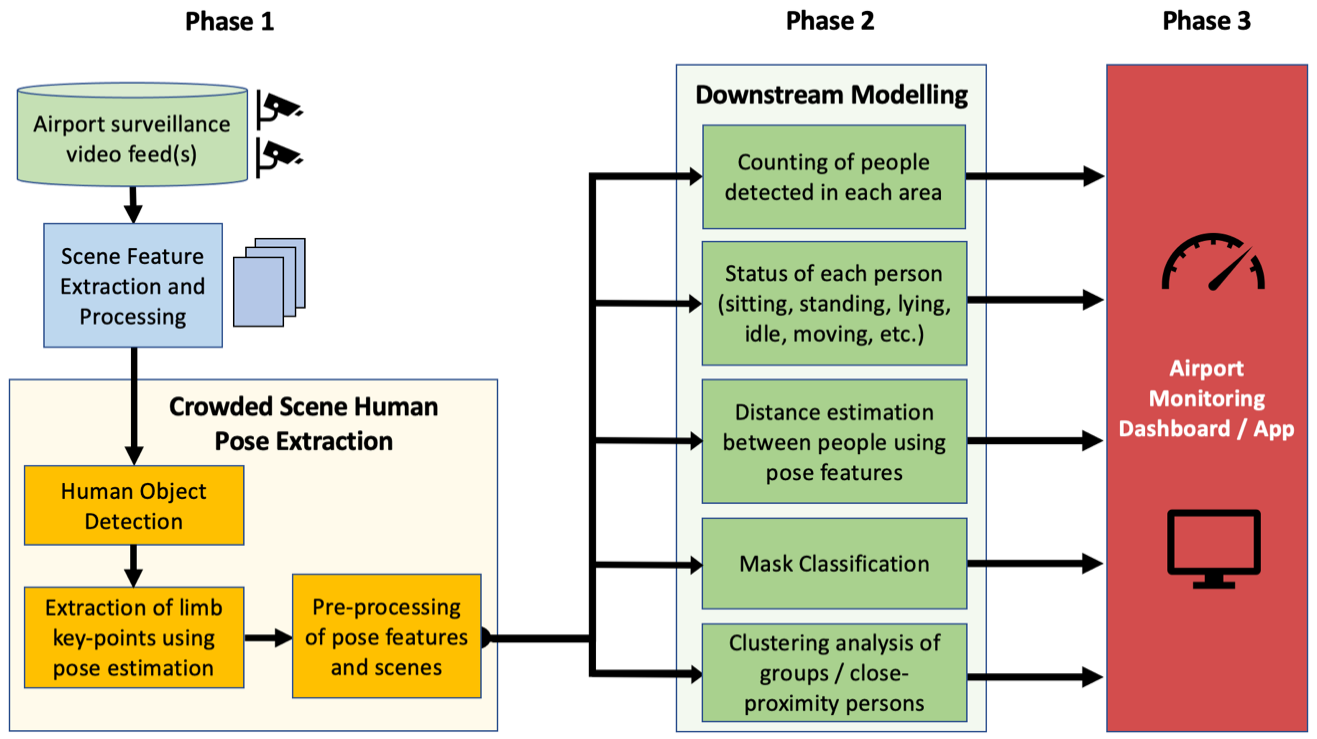 Phase 1
Phase 2
Phase 3
Airport surveillance
video feed(s)
Scene Feature
Extraction and
Processing
Crowded Scene Human
Pose Extraction
Human Object
Detection
Extraction of limb
key-points using
pose estimation
Pre-processing
of pose features
and scenes
Downstream Modelling
Counting of people
detected in each area
Status of each person
(sitting, standing, lying,
idle, moving, etc.)
Distance estimation
between people using
pose features
Mask Classification
Clustering analysis of
groups / close-
proximity persons
Airport
Monitoring
Dashboard / App